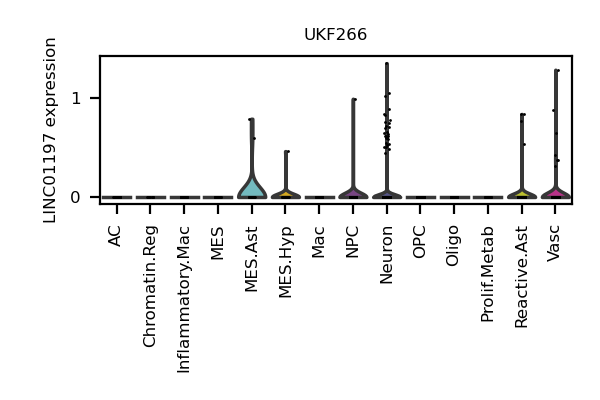 UKF266
LINC01197 expression
1
0
AC
Chromatin.Reg
Inflammatory.Mac
MES
MES.Ast
MES.Hyp
Mac
NPC
Neuron
OPC
Oligo
Prolif.Metab
Reactive.Ast
Vasc